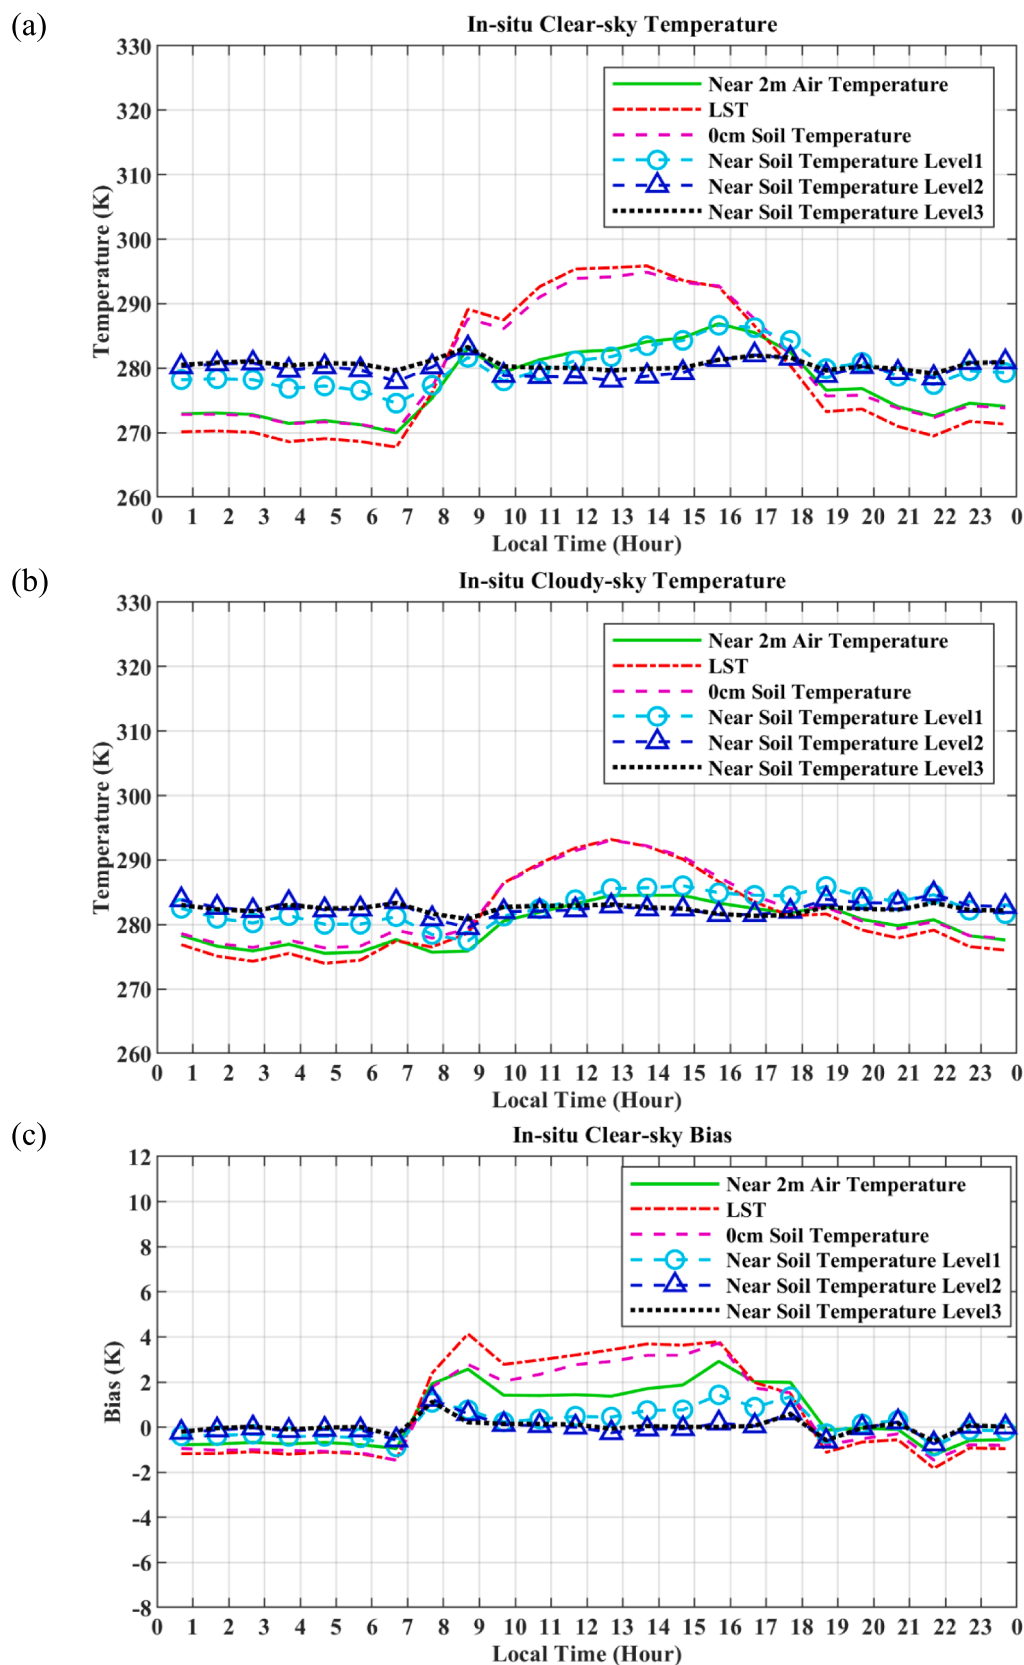 (a)
In-situ Clear-sky Temperature
330
320
310
300
290
280
270
260
Temperature (K)
Near 2m Air Temperature
LST
0cm Soil Temperature
Near Soil Temperature Level1
Near Soil Temperature Level2
Near Soil Temperature Level3
0 1 2 3 4 5 6 7 8 9 10 11 12 13 14 15 16 17 18 19 20 21 22 23 0
Local Time (Hour)
(b)
In-situ Cloudy-sky Temperature
330
320
310
300
290
280
270
260
Temperature (K)
Near 2m Air Temperature
LST
0cm Soil Temperature
Near Soil Temperature Level1
Near Soil Temperature Level2
Near Soil Temperature Level3
0 1 2 3 4 5 6 7 8 9 10 11 12 13 14 15 16 17 18 19 20 21 22 23 0
Local Time (Hour)
(c)
In-situ Clear-sky Bias
12
10
8
6
4
2
0
-2
-4
-6
-8
Bias (K)
Near 2m Air Temperature
LST
0cm Soil Temperature
Near Soil Temperature Level1
Near Soil Temperature Level2
Near Soil Temperature Level3
0 1 2 3 4 5 6 7 8 9 10 11 12 13 14 15 16 17 18 19 20 21 22 23 0
Local Time (Hour)